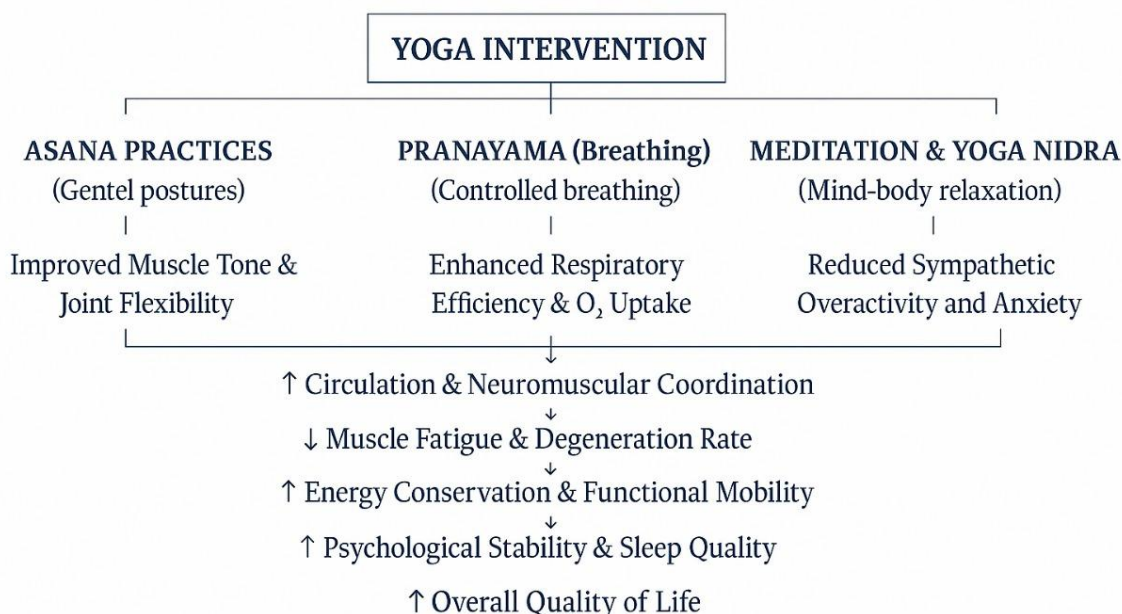 YOGA INTERVENTION
ASANA PRACTICES
(Gentel postures)
Improved Muscle Tone &
Joint Flexibility
PRANAYAMA (Breathing)
(Controlled breathing)
Enhanced Respiratory
Efficiency & O₂ Uptake
MEDITATION & YOGA NIDRA
(Mind-body relaxation)
Reduced Sympathetic
Overactivity and Anxiety
↑ Circulation & Neuromuscular Coordination
↓ Muscle Fatigue & Degeneration Rate
↑ Energy Conservation & Functional Mobility
↑ Psychological Stability & Sleep Quality
↑ Overall Quality of Life